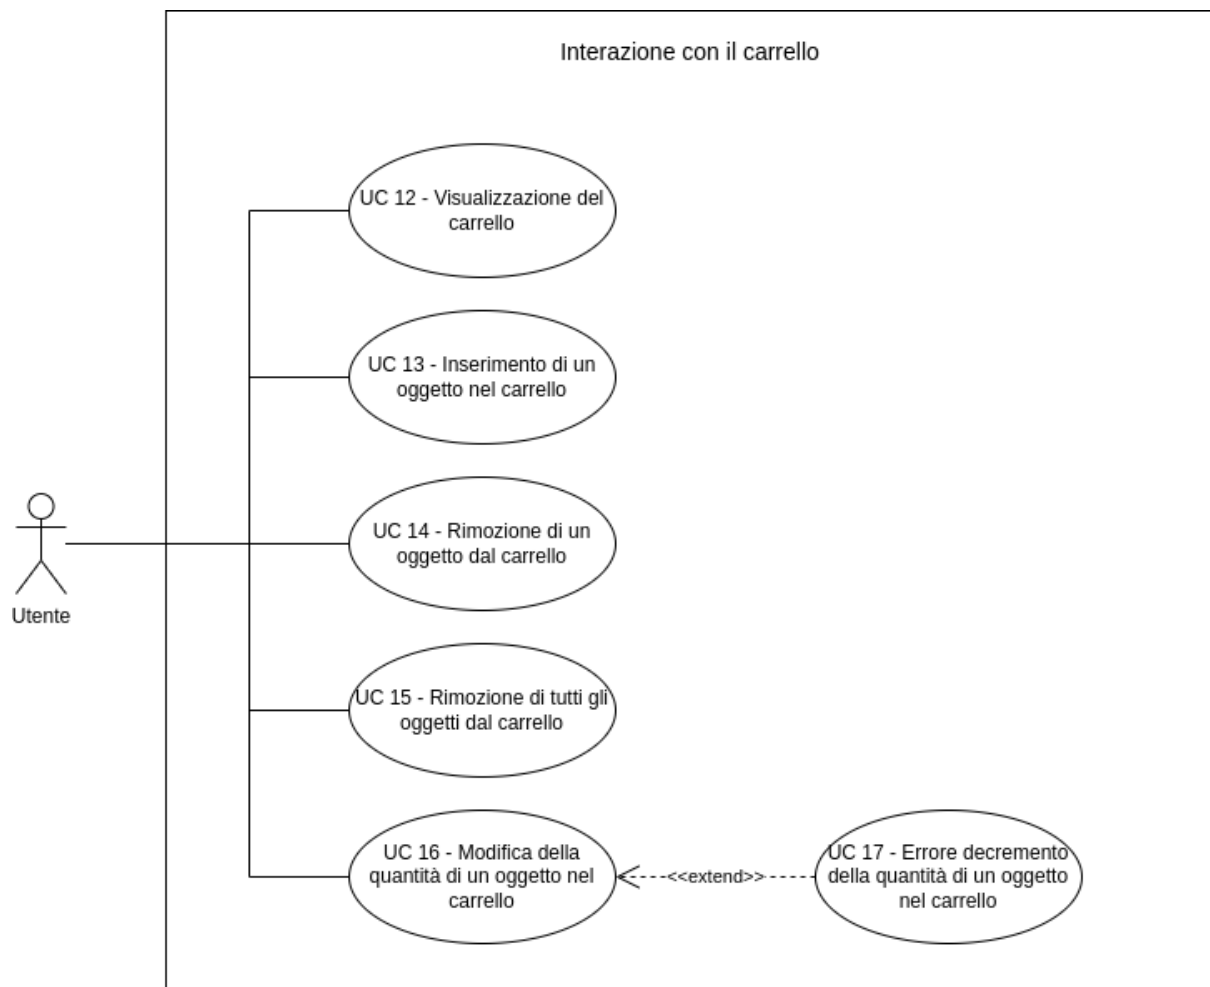 Interazione con il carrello
UC 12 - Visualizzazione del
carrello
UC 13 - Inserimento di un
oggetto nel carrello
UC 14 - Rimozione di un
oggetto dal carrello
Utente
UC 15 - Rimozione di tutti gli
oggetti dal carrello
UC 16 - Modifica della
quantità di un oggetto nel
carrello
<<extend>>
UC 17 - Errore decremento
della quantità di un oggetto
nel carrello